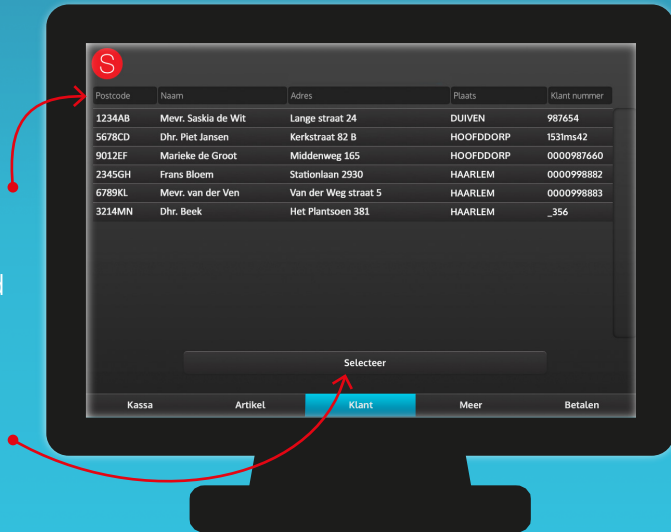 S
Postcode Naam Adres Plaats Klant nummer
1234AB Mevr. Saskia de Wit Lange straat 24 DUIVEN 987654
5678CD Dhr. Piet Jansen Kerkstraat 82 B HOOFDDORP 1531ms42
9012EF Marieke de Groot Middenweg 165 HOOFDDORP 0000987660
2345GH Frans Bloem Stationlaan 2930 HAARLEM 0000998882
6789KL Mevr. van der Ven Van der Weg straat 5 HAARLEM 0000998883
3214MN Dhr. Beek Het Plantsoen 381 HAARLEM _356
Selecteer
Kassa Artikel Klant Meer Betalen